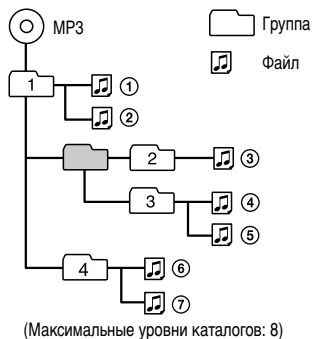 MP3
Группа
Файл
1
①
②
2
③
3
④
⑤
4
⑥
⑦
(Максимальные уровни каталогов: 8)